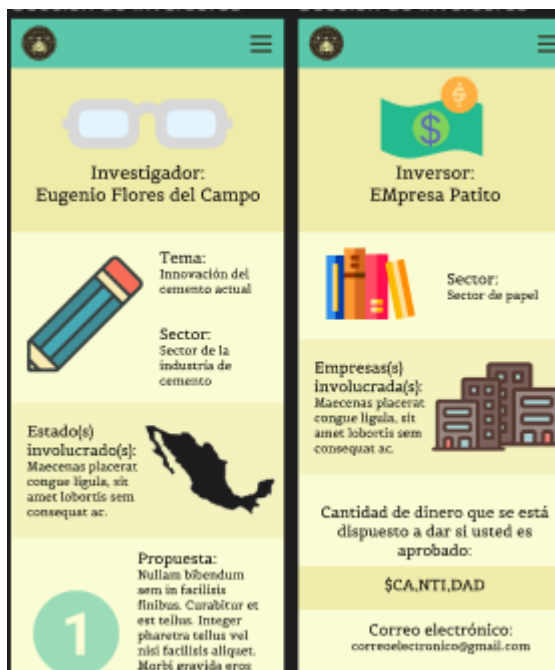 Investigador:
Eugenio Flores del Campo
Tema:
Innovación del
cemento actual
Sector:
Sector de la
industria de
cemento
Estado(s)
involucrado(s):
Maecenas placerat
congue ligula, sit
amet lobortis sem
consequat ac.
Propuesta:
Nullam bibendum
sem in facilisis
finibus. Curabitur et
est tellus. Integer
pharetra tellus vel
nisi facilisis aliquet.
Morbi gravida eros
1
Inversor:
EMpresa Patito
Sector:
Sector de papel
Empresas(s)
involucrada(s):
Maecenas placerat
congue ligula, sit
amet lobortis sem
consequat ac.
Cantidad de dinero que se está
dispuesto a dar si usted es
aprobado:
$CA,NTI,DAD
Correo electrónico:
correoelectronico@gmail.com